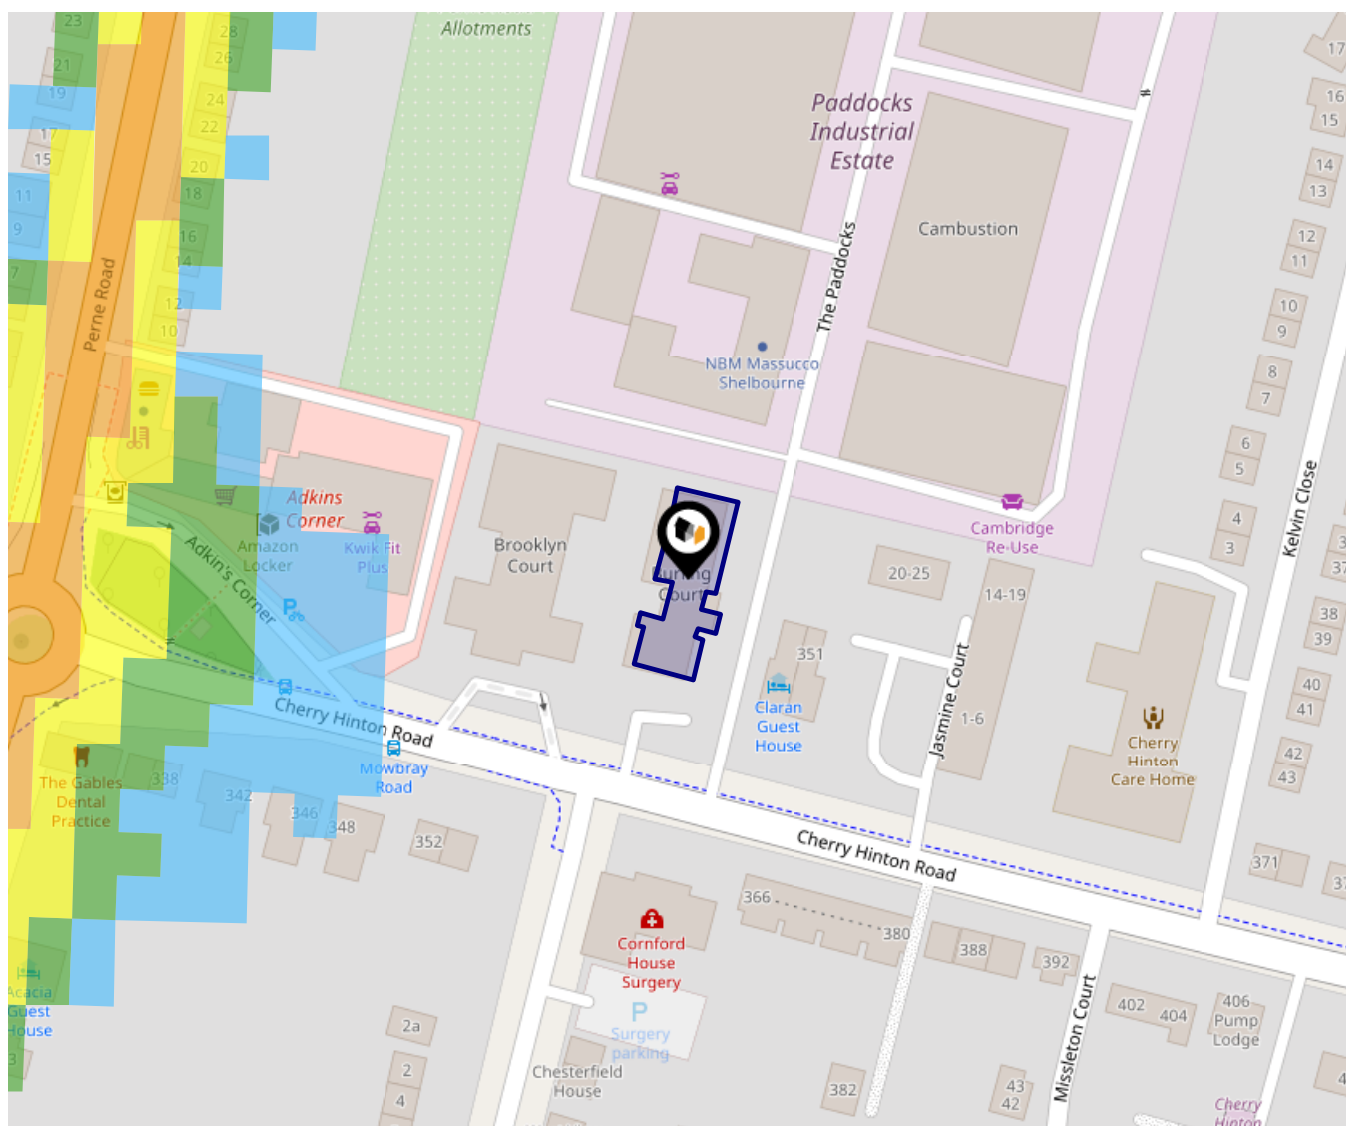 Allotments
23
21
19
17
15
11
9
7
28
26
24
22
20
18
16
14
12
10
Perne Road
Paddocks
Industrial
Estate
Cambustion
The Paddocks
NBM Massucco
Shelbourne
17
16
15
14
13
12
11
10
9
8
7
6
5
4
3
Kelvin Close
Adkins
Corner
Kwik Fit
Plus
Amazon
Locker
Adkin's Corner
Brooklyn
Court
Burling
Court
Cambridge
Re-Use
20-25
14-19
351
1-6
Jasmine Court
Claran
Guest
House
Cherry
Hinton
Care Home
37
38
39
40
41
42
43
371
Cherry Hinton Road
Mowbray
Road
The Gables
Dental
Practice
338
342
346
348
352
Cherry Hinton Road
366
380
388
392
Cornford
House
Surgery
P
Surgery
parking
Acacia
Guest
House
3
2a
2
4
Chesterfield
House
382
43
42
Missleton Court
402
404
406
Pump
Lodge
Cherry
Hinton